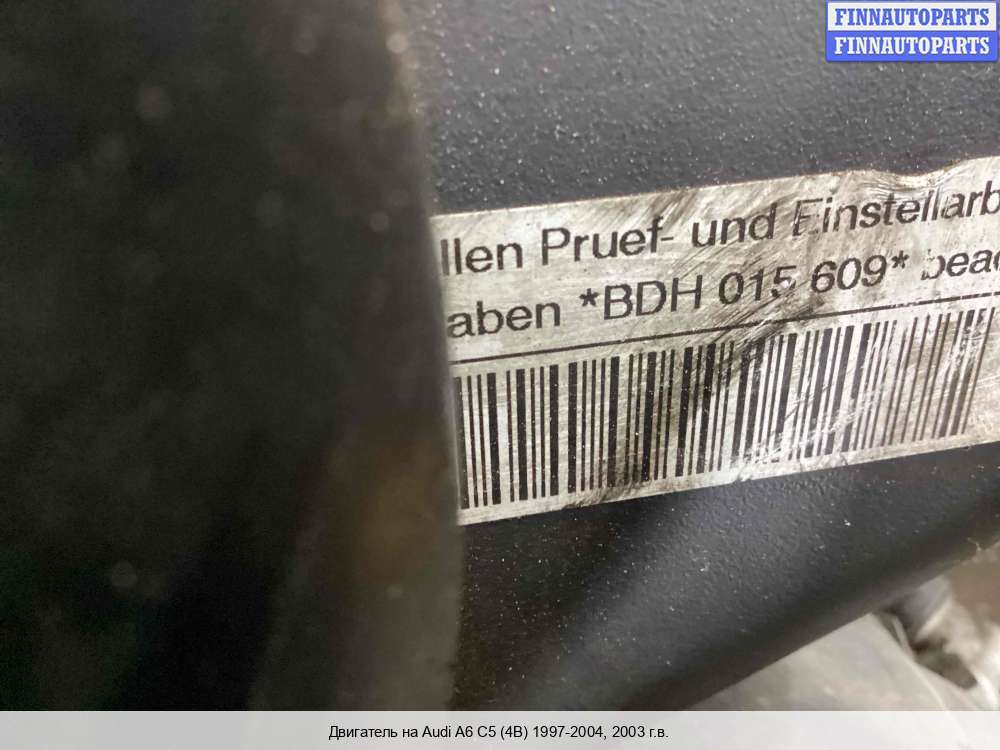 FINNAUTOPARTS
FINNAUTOPARTS
llen Pruef- und Einstellarb
aben *BDH 015 609* beac
Двигатель на Audi A6 C5 (4B) 1997-2004, 2003 г.в.